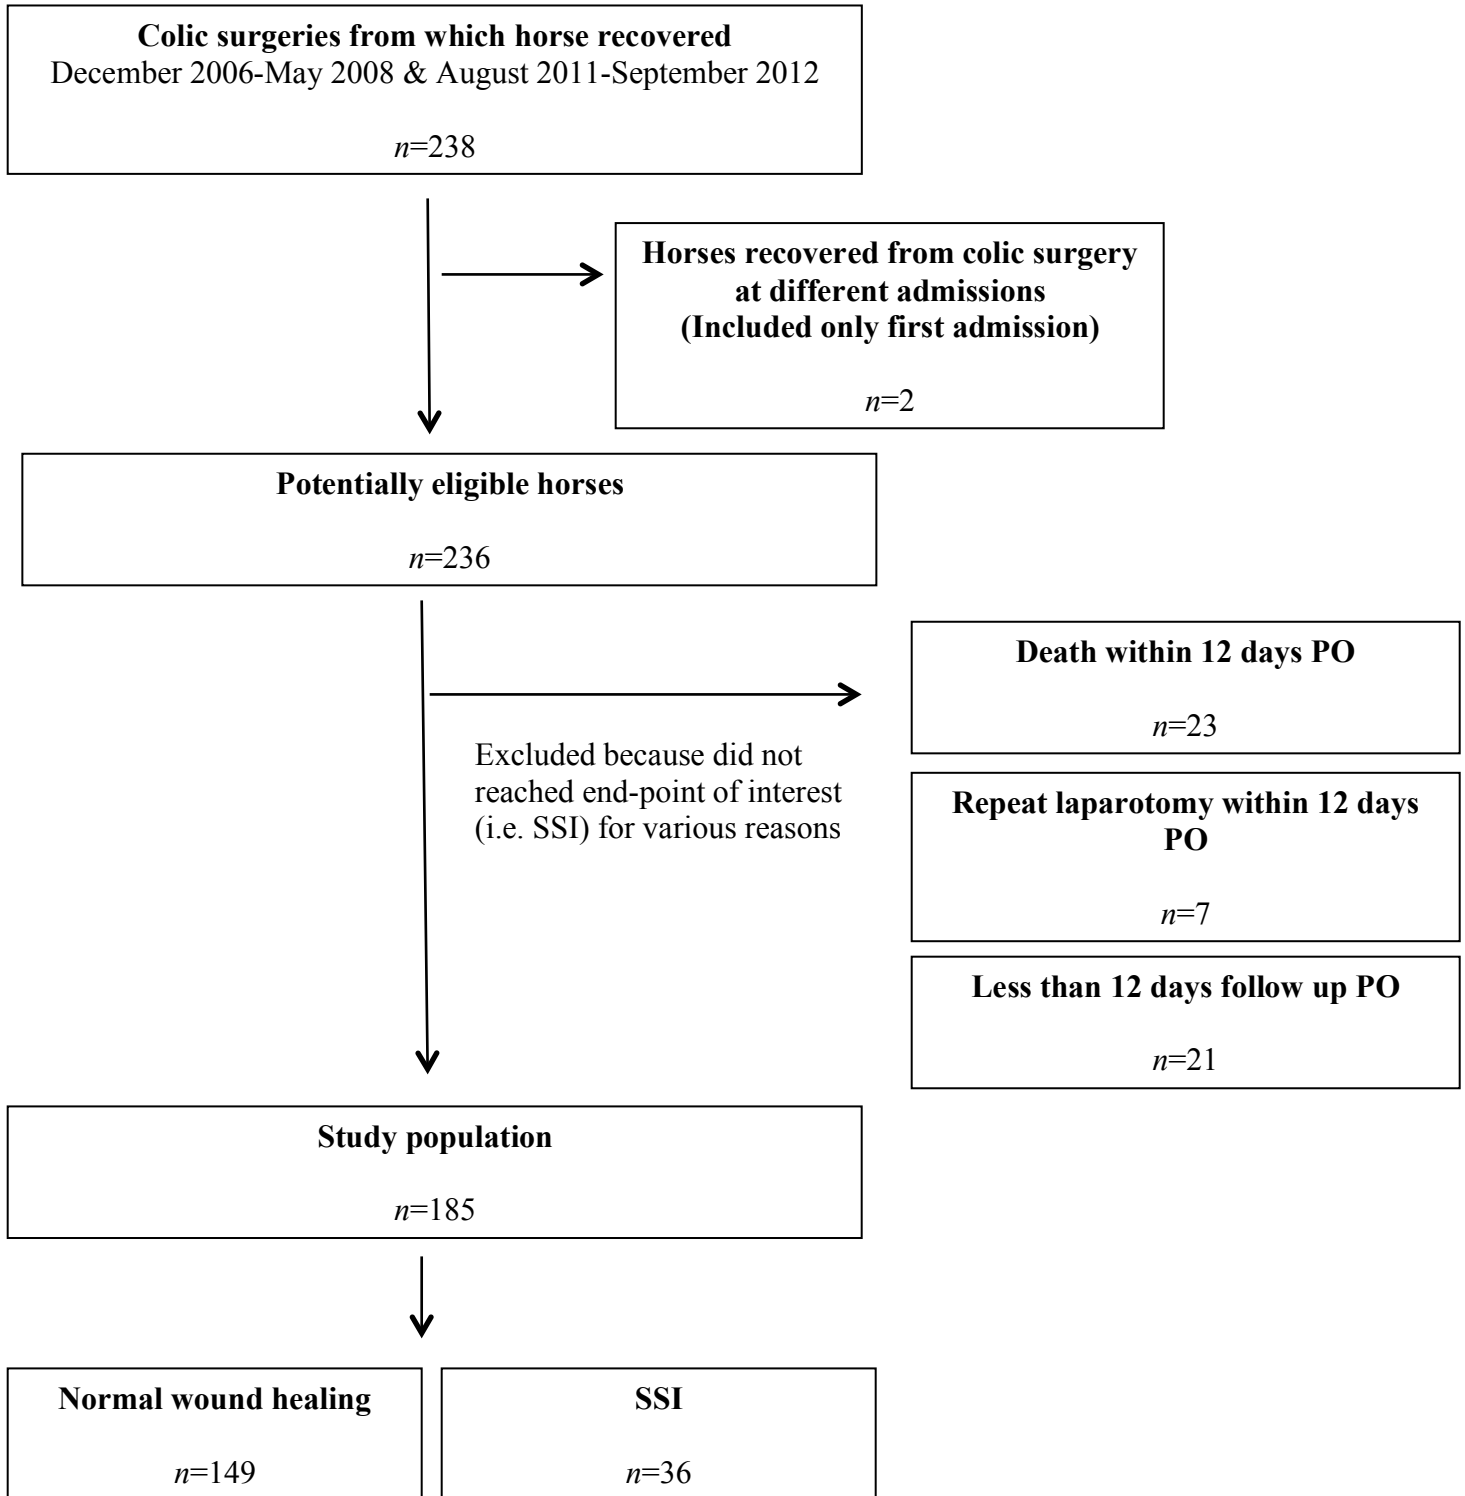 Colic surgeries from which horse recovered
December 2006-May 2008 & August 2011-September 2012
n=238
Horses recovered from colic surgery
at different admissions
(Included only first admission)
n=2
Potentially eligible horses
n=236
Death within 12 days PO
n=23
Excluded because did not
reached end-point of interest
(i.e. SSI) for various reasons
Repeat laparotomy within 12 days
PO
n=7
Less than 12 days follow up PO
n=21
Study population
n=185
Normal wound healing
n=149
SSI
n=36